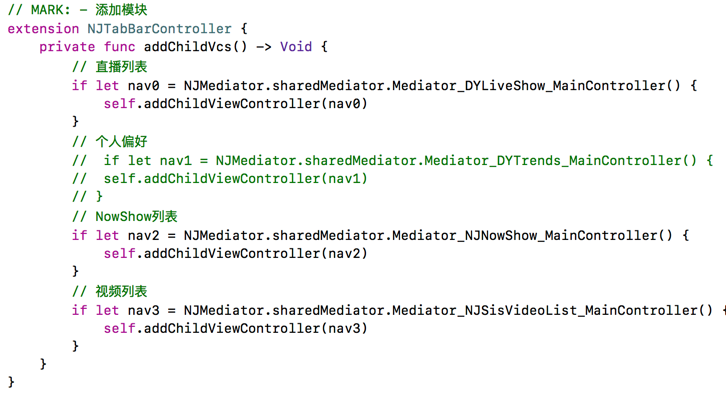 // MARK: - 添加模块
extension NJTabBarController {
    private func addChildVcs() -> Void {
        // 直播列表
        if let nav0 = NJMediator.sharedMediator.Mediator_DYLiveShow_MainController() {
            self.addChildViewController(nav0)
        }
        // 个人偏好
        //  if let nav1 = NJMediator.sharedMediator.Mediator_DYTrends_MainController() {
        //  self.addChildViewController(nav1)
        // }
        // NowShow列表
        if let nav2 = NJMediator.sharedMediator.Mediator_NJNowShow_MainController() {
            self.addChildViewController(nav2)
        }
        // 视频列表
        if let nav3 = NJMediator.sharedMediator.Mediator_NJSisVideoList_MainController() {
            self.addChildViewController(nav3)
        }
    }
}